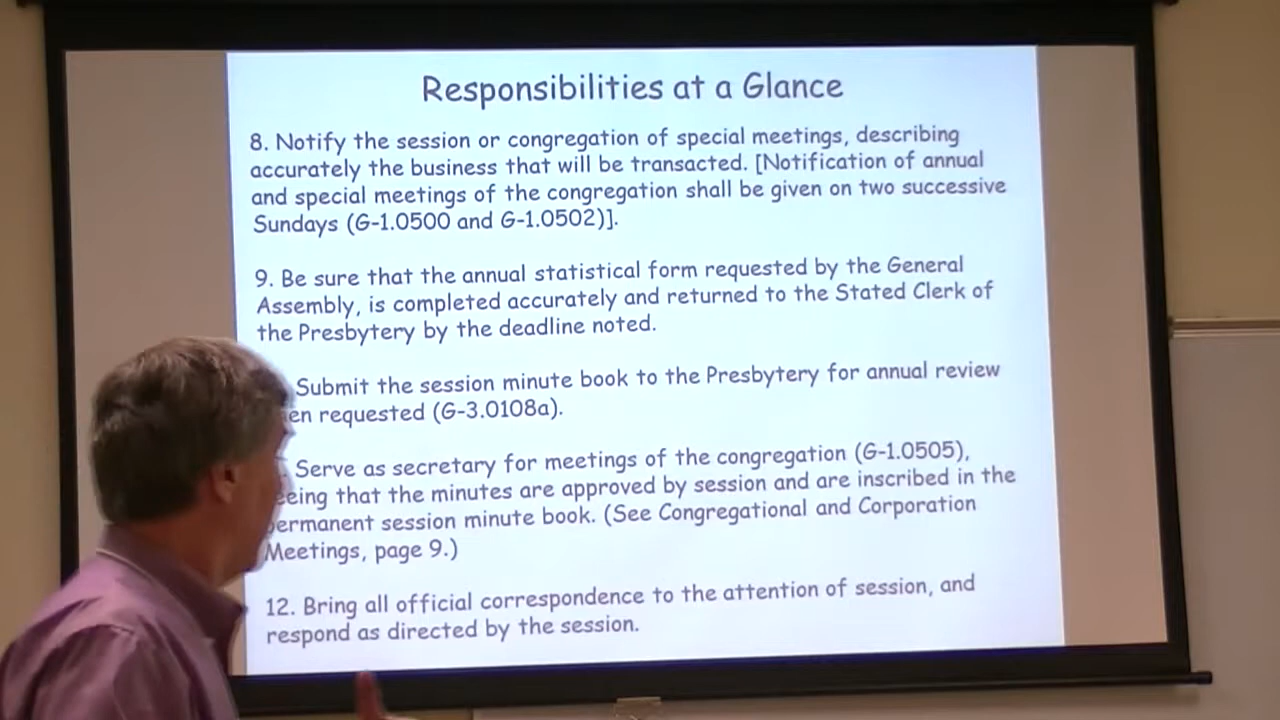 Responsibilities at a Glance
8. Notify the session or congregation of special meetings, describing
accurately the business that will be transacted. [Notification of annual
and special meetings of the congregation shall be given on two successive
Sundays (G-1.0500 and G-1.0502)].
9. Be sure that the annual statistical form requested by the General
Assembly, is completed accurately and returned to the Stated Clerk of
the Presbytery by the deadline noted.
Submit the session minute book to the Presbytery for annual review
en requested (G-3.0108a).
. Serve as secretary for meetings of the congregation (G-1.0505),
eeing that the minutes are approved by session and are inscribed in the
permanent session minute book. (See Congregational and Corporation
Meetings, page 9.)
12. Bring all official correspondence to the attention of session, and
respond as directed by the session.